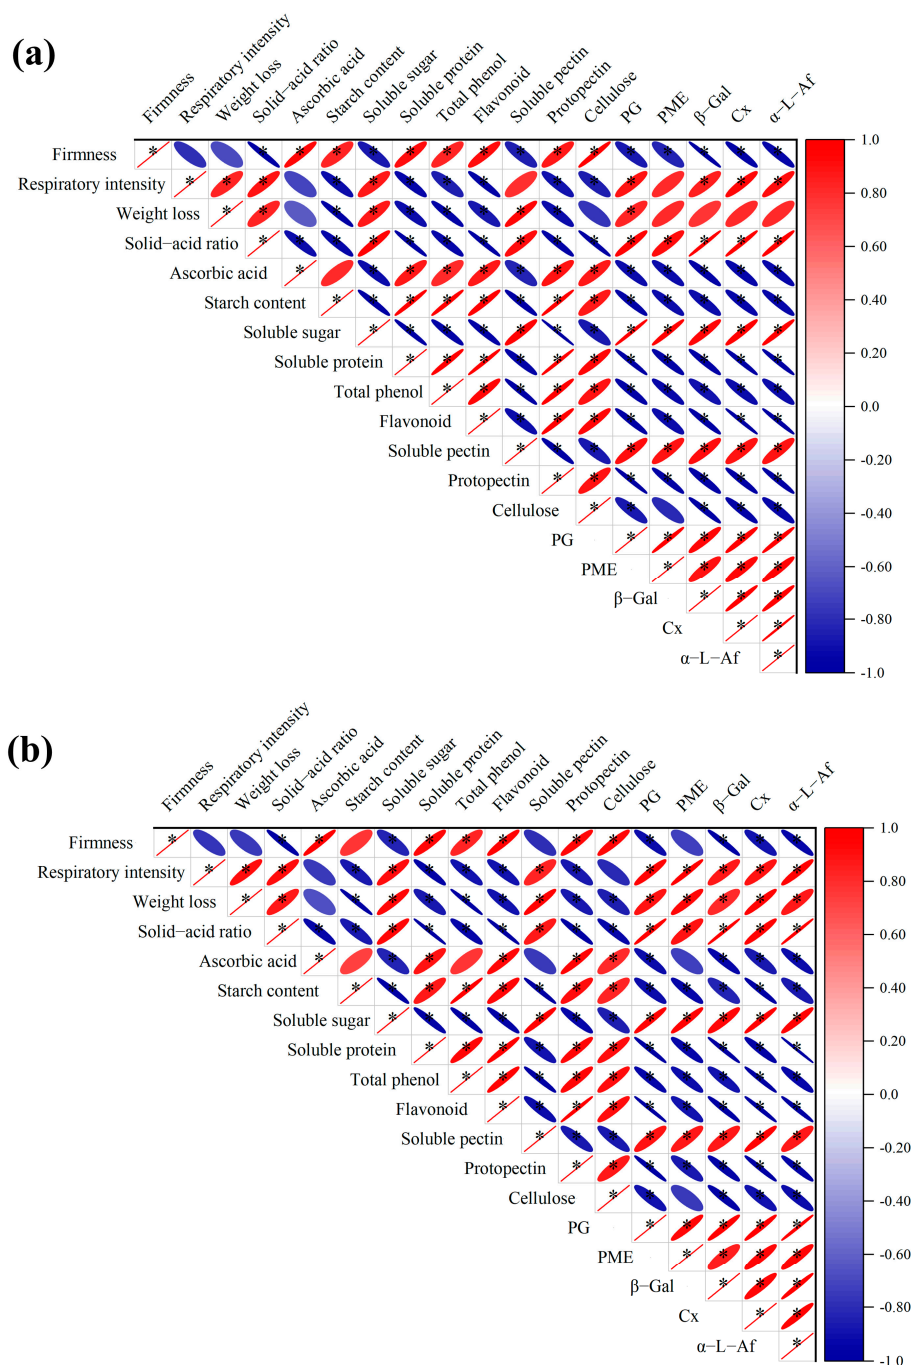 (a)
Firmness
Respiratory intensity
Weight loss
Solid−acid ratio
Ascorbic acid
Starch content
Soluble sugar
Soluble protein
Total phenol
Flavonoid
Soluble pectin
Protopectin
Cellulose
PG
PME
β−Gal
Cx
α−L−Af
Firmness * * * * * * * * * * * * * * * *
Respiratory intensity * * * * * * * * * * * * * *
Weight loss * * * * * * * * * * *
Solid−acid ratio * * * * * * * * * * * * * * *
Ascorbic acid * * * * * * * * * * * * *
Starch content * * * * * * * * * * * * *
Soluble sugar * * * * * * * * * * * *
Soluble protein * * * * * * * * * * *
Total phenol * * * * * * * * * *
Flavonoid * * * * * * * * *
Soluble pectin * * * * * * * *
Protopectin * * * * * * *
Cellulose * * * * *
PG * * * * *
PME * * * *
β−Gal * * *
Cx * *
α−L−Af *
1.0
0.80
0.60
0.40
0.20
0.0
-0.20
-0.40
-0.60
-0.80
-1.0
(b)
Firmness
Respiratory intensity
Weight loss
Solid−acid ratio
Ascorbic acid
Starch content
Soluble sugar
Soluble protein
Total phenol
Flavonoid
Soluble pectin
Protopectin
Cellulose
PG
PME
β−Gal
Cx
α−L−Af
Firmness * * * * * * * * * * * * *
Respiratory intensity * * * * * * * * * * * * * * * *
Weight loss * * * * * * * * * * * * * * *
Solid−acid ratio * * * * * * * * * * * * * * *
Ascorbic acid * * * * * * * * * *
Starch content * * * * * * * * * * * * *
Soluble sugar * * * * * * * * * * * *
Soluble protein * * * * * * * * * * *
Total phenol * * * * * * * * * *
Flavonoid * * * * * * * * *
Soluble pectin * * * * * * * *
Protopectin * * * * * * *
Cellulose * * * * *
PG * * * * *
PME * * * *
β−Gal * * *
Cx * *
α−L−Af *
1.0
0.80
0.60
0.40
0.20
0.0
-0.20
-0.40
-0.60
-0.80
-1.0